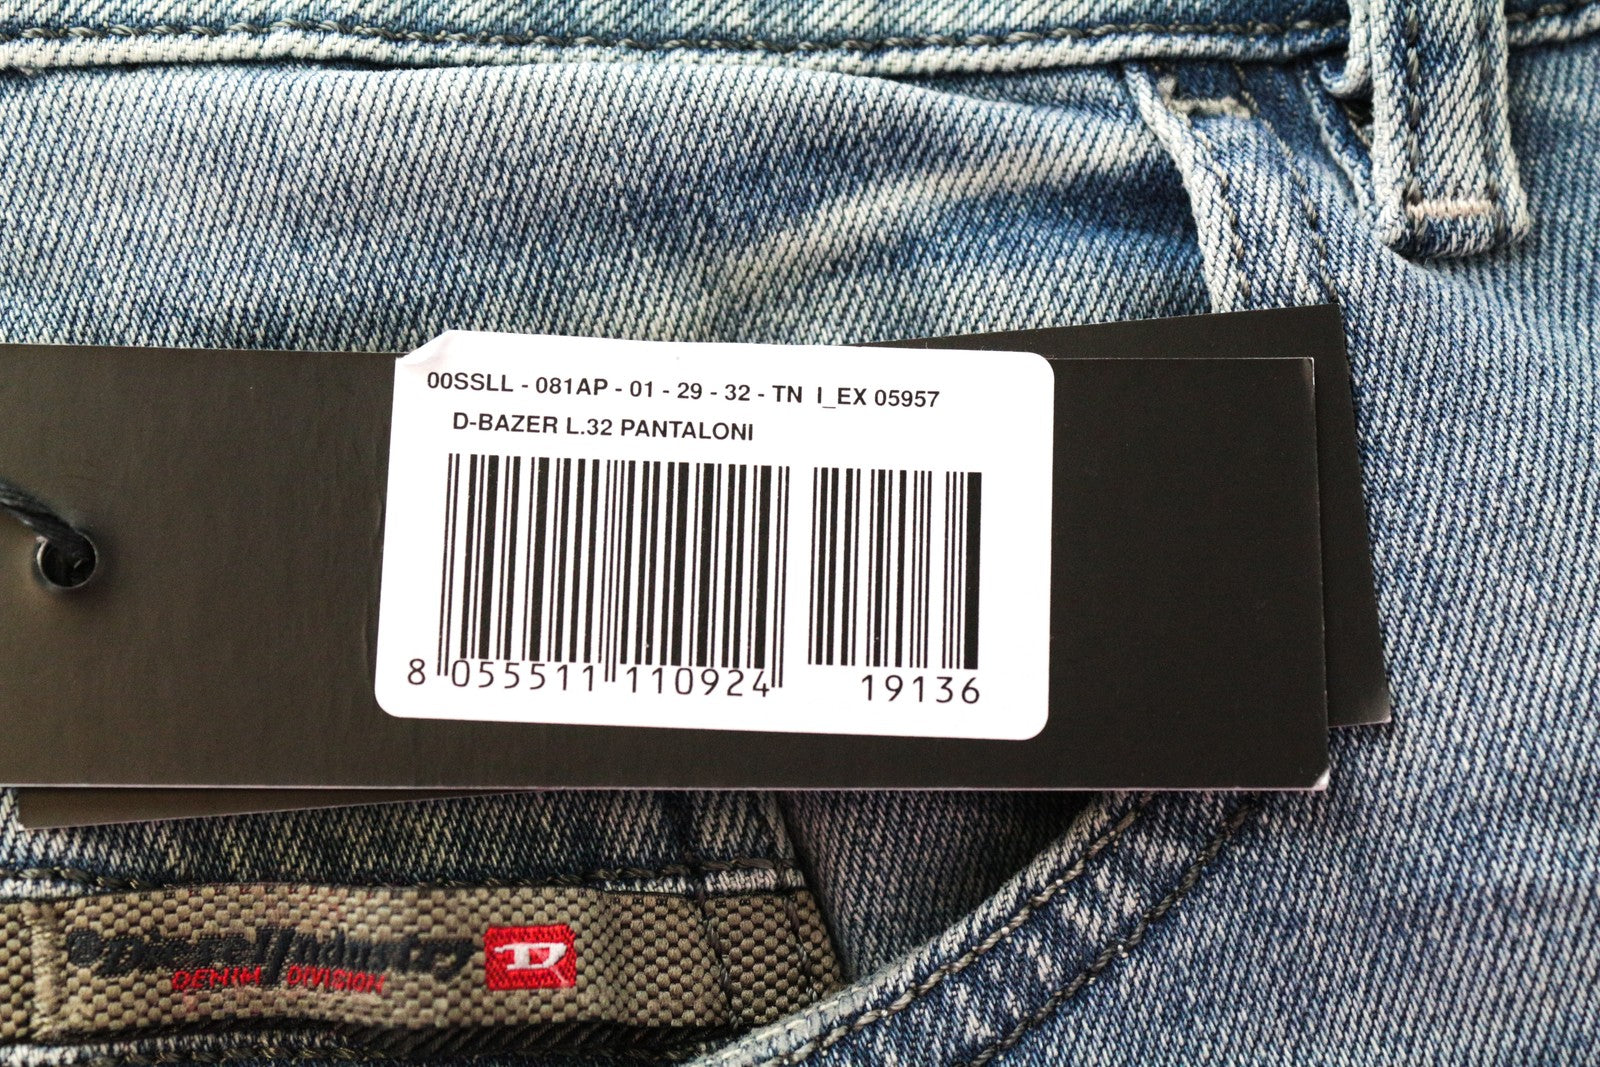 00SSLL - 081AP - 01 - 29 - 32 - TN I_EX 05957
D-BAZER L.32 PANTALONI
8 055511 110924 19136
Diesel/Industry
DENIM DIVISION
D